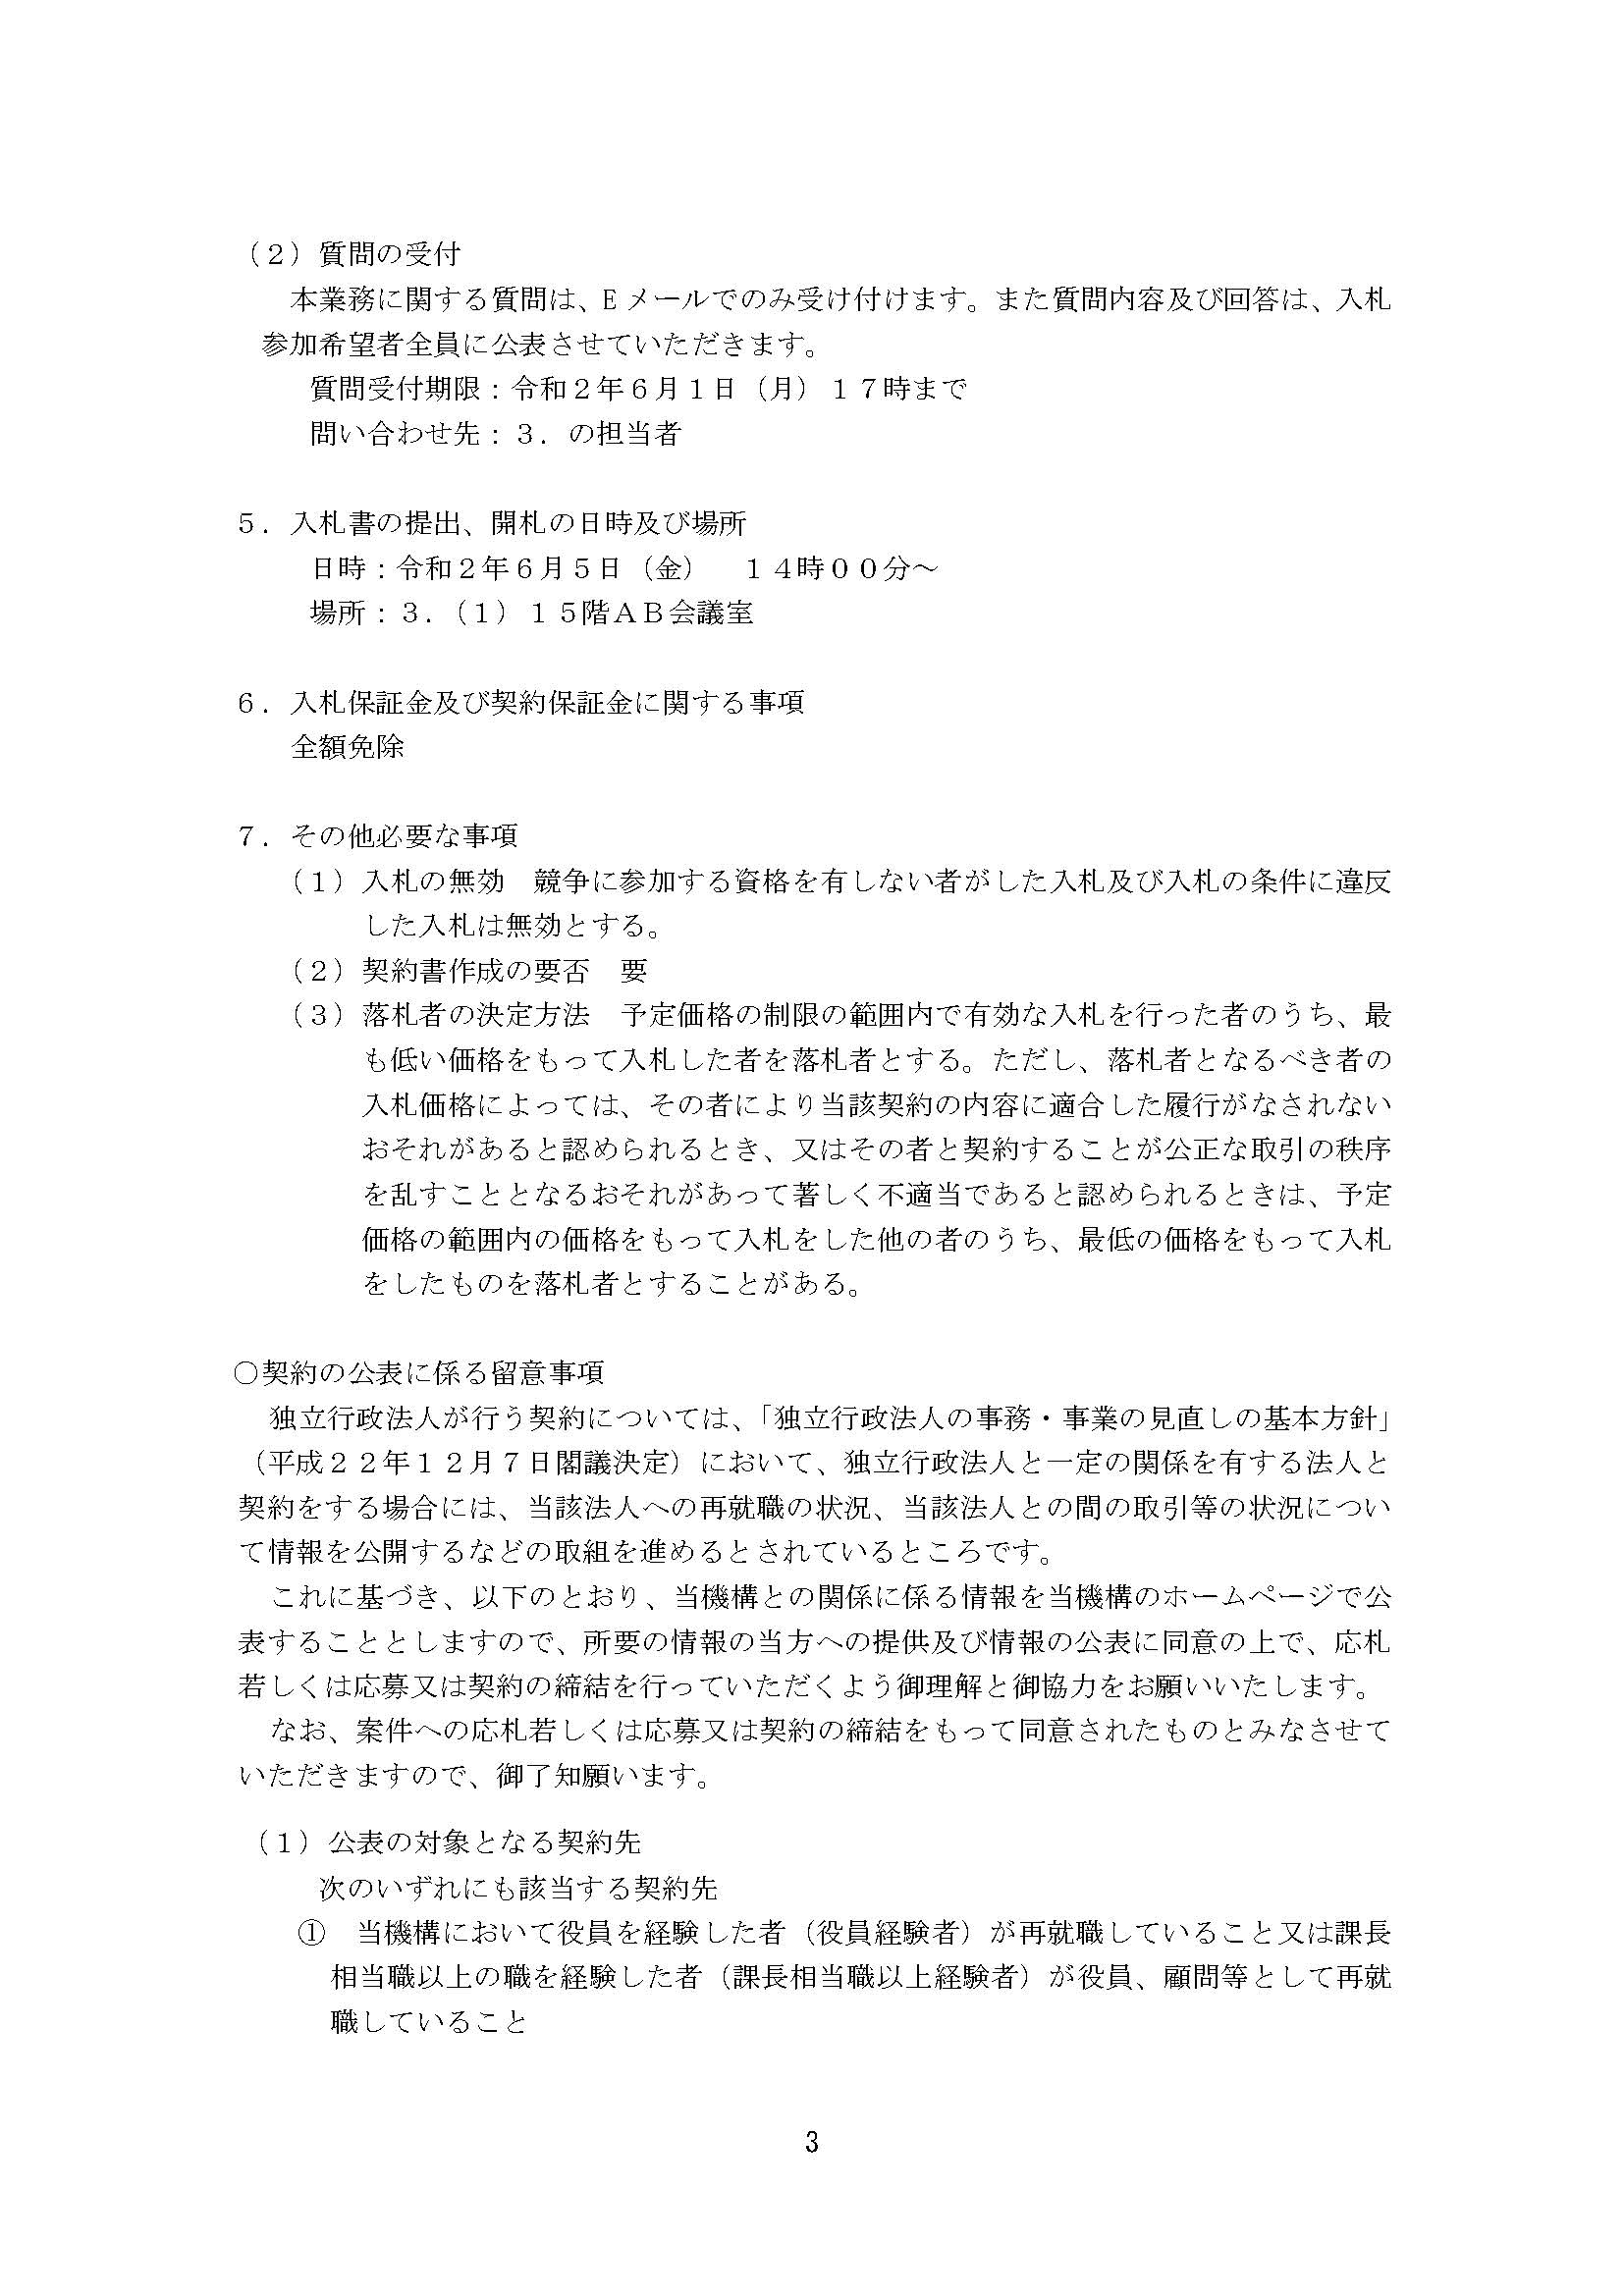 （２）質問の受付
本業務に関する質問は、E メールでのみ受け付けます。また質問内容及び回答は、入札
参加希望者全員に公表させていただきます。
質問受付期限：令和２年６月１日（月）１７時まで
問い合わせ先：３．の担当者
５．入札書の提出、開札の日時及び場所
日時：令和２年６月５日（金）　１４時００分～
場所：３．（１）１５階ＡＢ会議室
６．入札保証金及び契約保証金に関する事項
全額免除
７．その他必要な事項
（１）入札の無効　競争に参加する資格を有しない者がした入札及び入札の条件に違反
した入札は無効とする。
（２）契約書作成の要否　要
（３）落札者の決定方法　予定価格の制限の範囲内で有効な入札を行った者のうち、最
も低い価格をもって入札した者を落札者とする。ただし、落札者となるべき者の
入札価格によっては、その者により当該契約の内容に適合した履行がなされない
おそれがあると認められるとき、又はその者と契約することが公正な取引の秩序
を乱すこととなるおそれがあって著しく不適当であると認められるときは、予定
価格の範囲内の価格をもって入札をした他の者のうち、最低の価格をもって入札
をしたものを落札者とすることがある。
○契約の公表に係る留意事項
独立行政法人が行う契約については、「独立行政法人の事務・事業の見直しの基本方針」
（平成２２年１２月７日閣議決定）において、独立行政法人と一定の関係を有する法人と
契約をする場合には、当該法人への再就職の状況、当該法人との間の取引等の状況につい
て情報を公開するなどの取組を進めるとされているところです。
これに基づき、以下のとおり、当機構との関係に係る情報を当機構のホームページで公
表することとしますので、所要の情報の当方への提供及び情報の公表に同意の上で、応札
若しくは応募又は契約の締結を行っていただくよう御理解と御協力をお願いいたします。
なお、案件への応札若しくは応募又は契約の締結をもって同意されたものとみなさせて
いただきますので、御了知願います。
（１）公表の対象となる契約先
次のいずれにも該当する契約先
①　当機構において役員を経験した者（役員経験者）が再就職していること又は課長
相当職以上の職を経験した者（課長相当職以上経験者）が役員、顧問等として再就
職していること
3